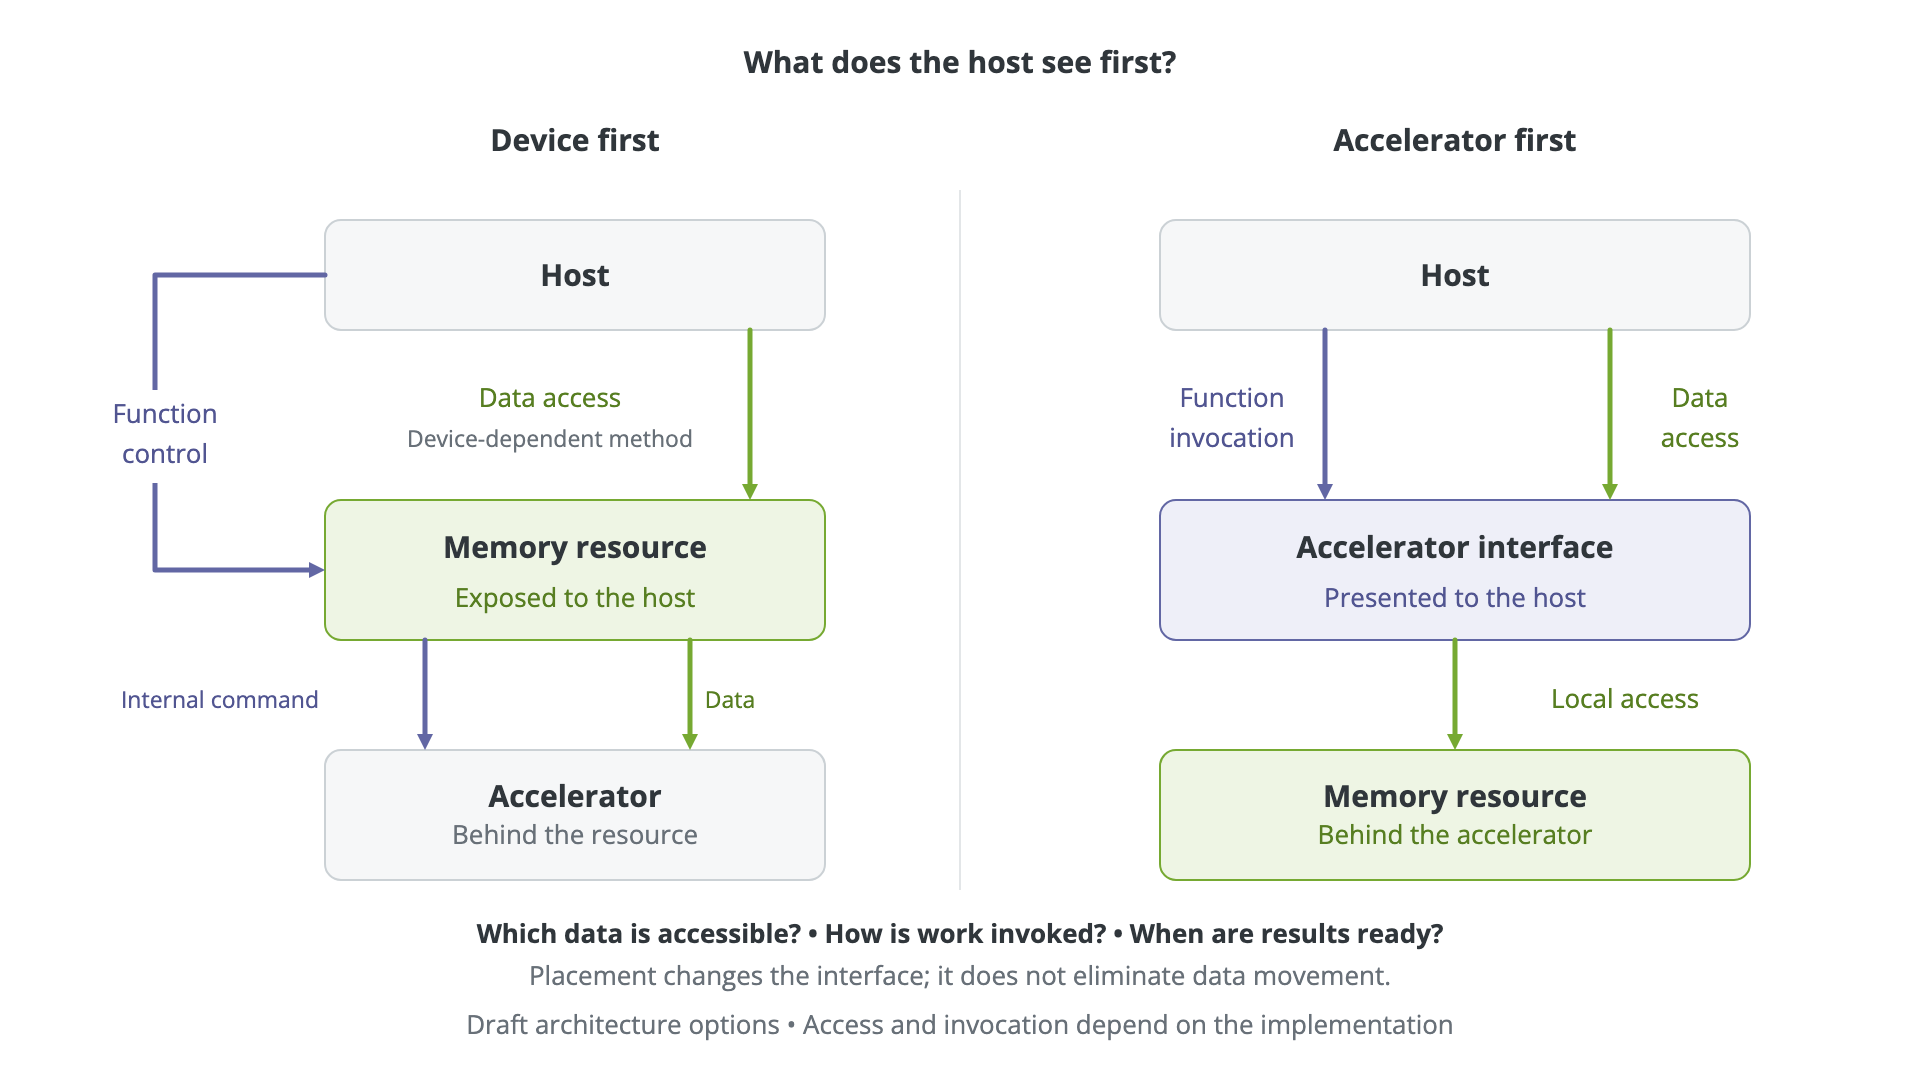 What does the host see first?
Device first
Host
Function
control
Data access
Device-dependent method
Memory resource
Exposed to the host
Internal command
Data
Accelerator
Behind the resource
Accelerator first
Host
Function
invocation
Data
access
Accelerator interface
Presented to the host
Local access
Memory resource
Behind the accelerator
Which data is accessible? • How is work invoked? • When are results ready?
Placement changes the interface; it does not eliminate data movement.
Draft architecture options • Access and invocation depend on the implementation